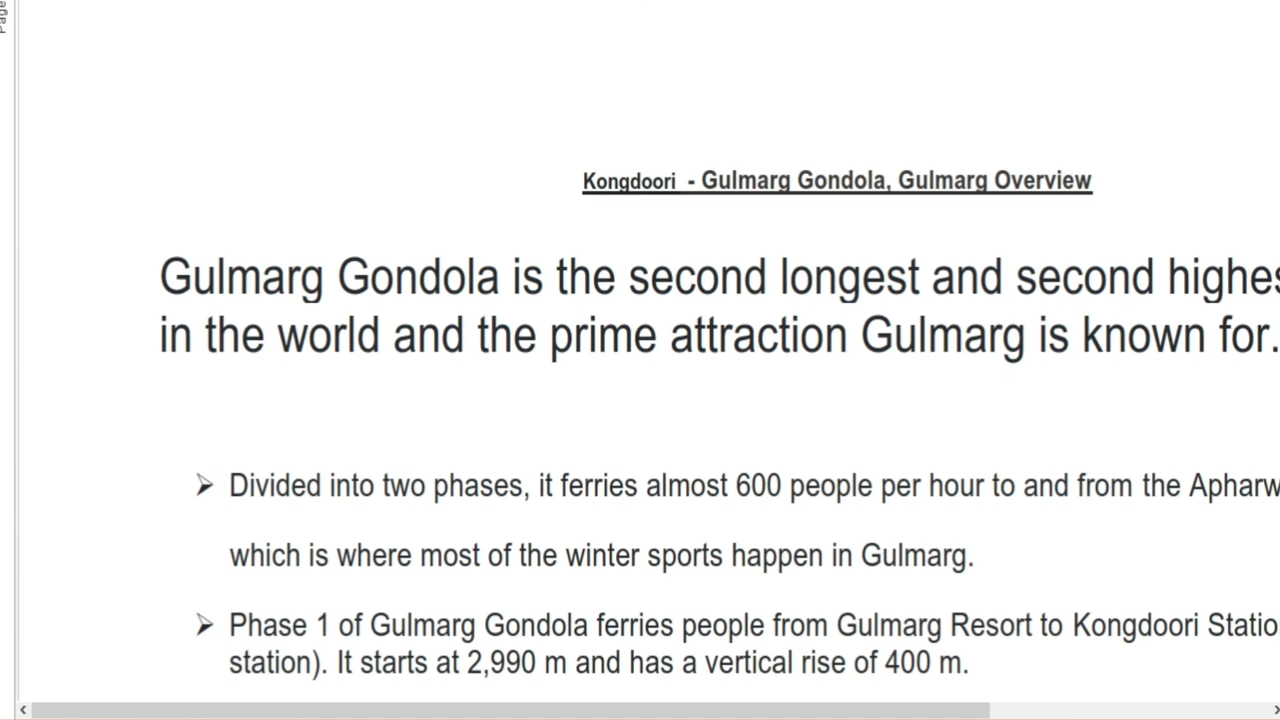 Page
Kongdoori - Gulmarg Gondola, Gulmarg Overview
Gulmarg Gondola is the second longest and second
in the world and the prime attraction Gulmarg is known for.
➢ Divided into two phases, it ferries almost 600 people per hour to and from the
which is where most of the winter sports happen in Gulmarg.
➢ Phase 1 of Gulmarg Gondola ferries people from Gulmarg Resort to Kongdoori
station). It starts at 2,990 m and has a vertical rise of 400 m.